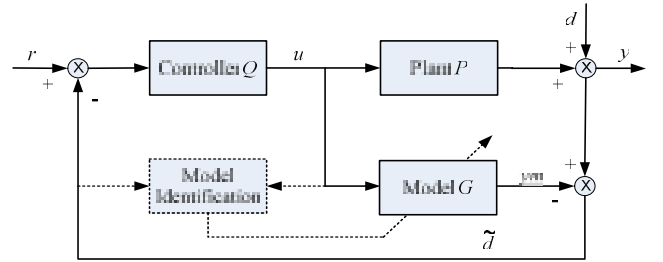 d
r
+
-
Controller Q
u
Plant P
+
+
y
Model
Identification
Model G
ym
+
-
d̃